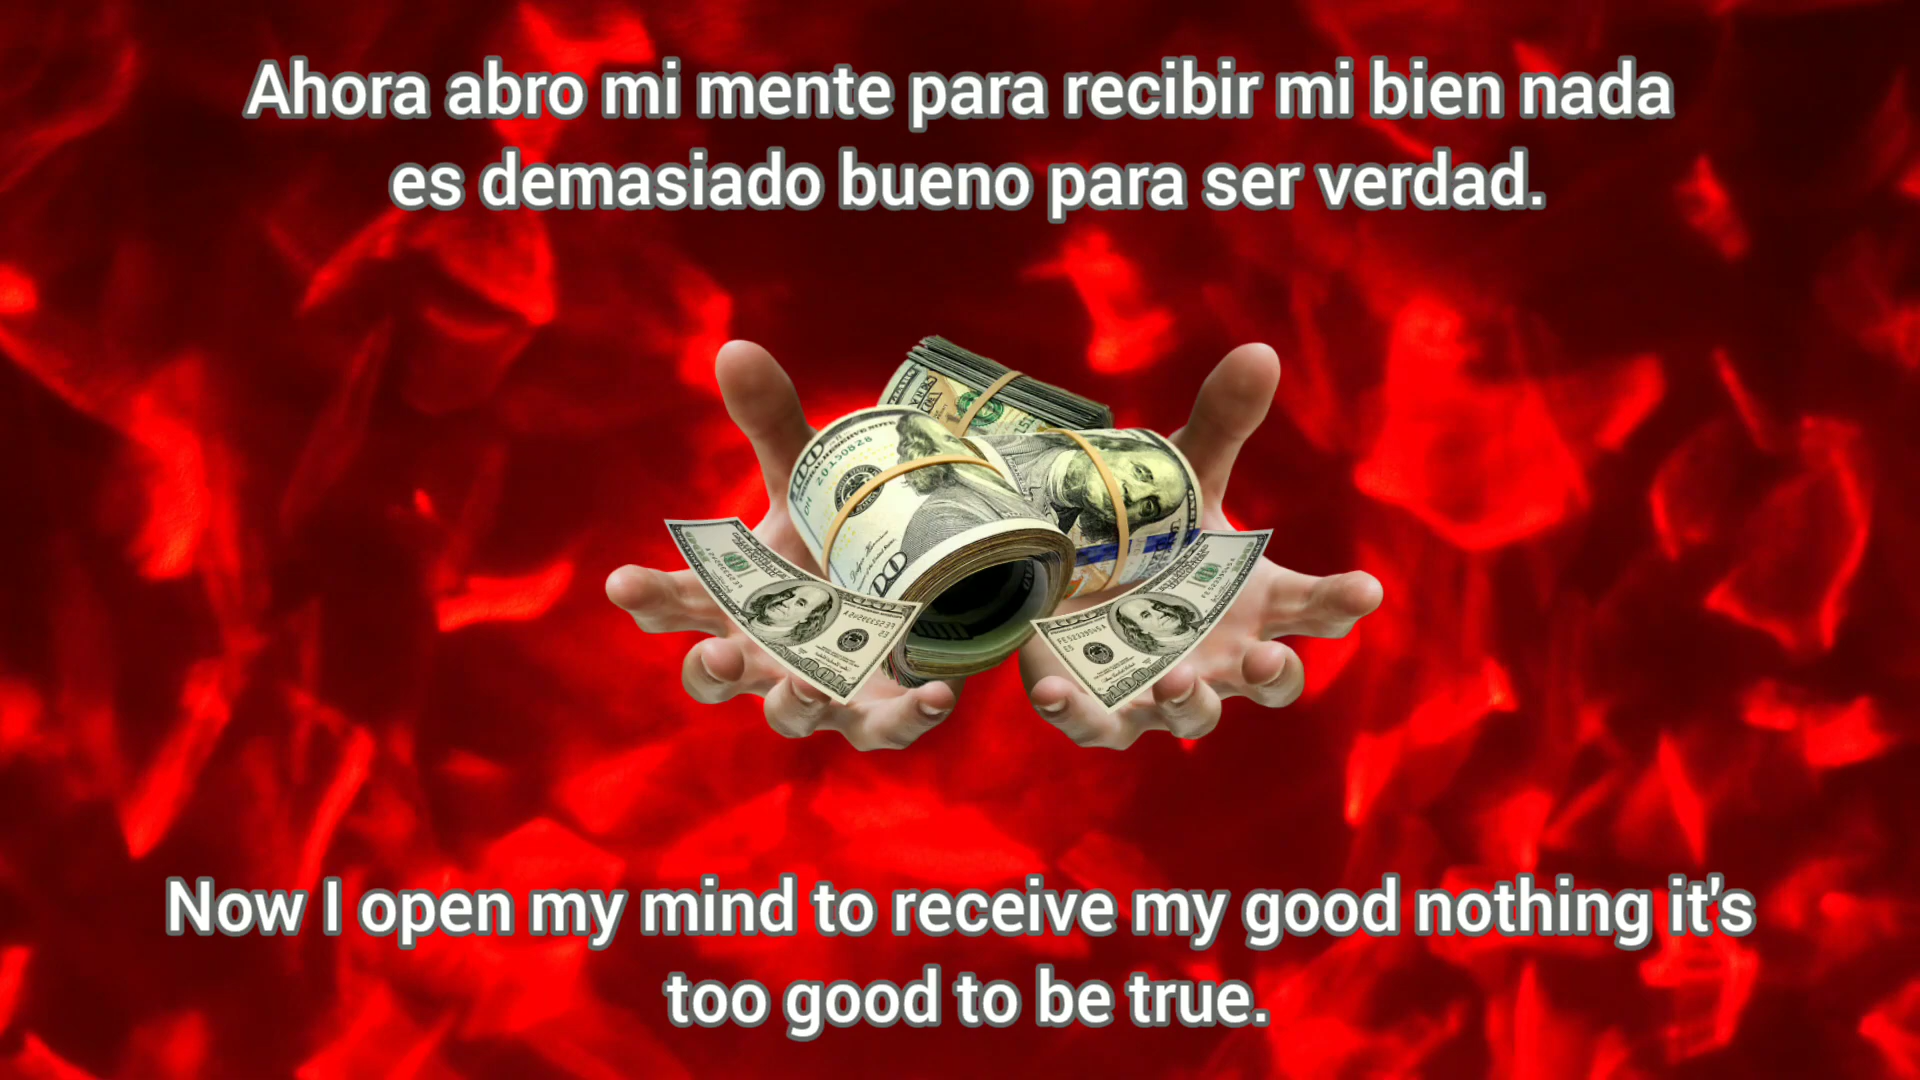 Ahora abro mi mente para recibir mi bien nada
es demasiado bueno para ser verdad.
Now I open my mind to receive my good nothing it's
too good to be true.